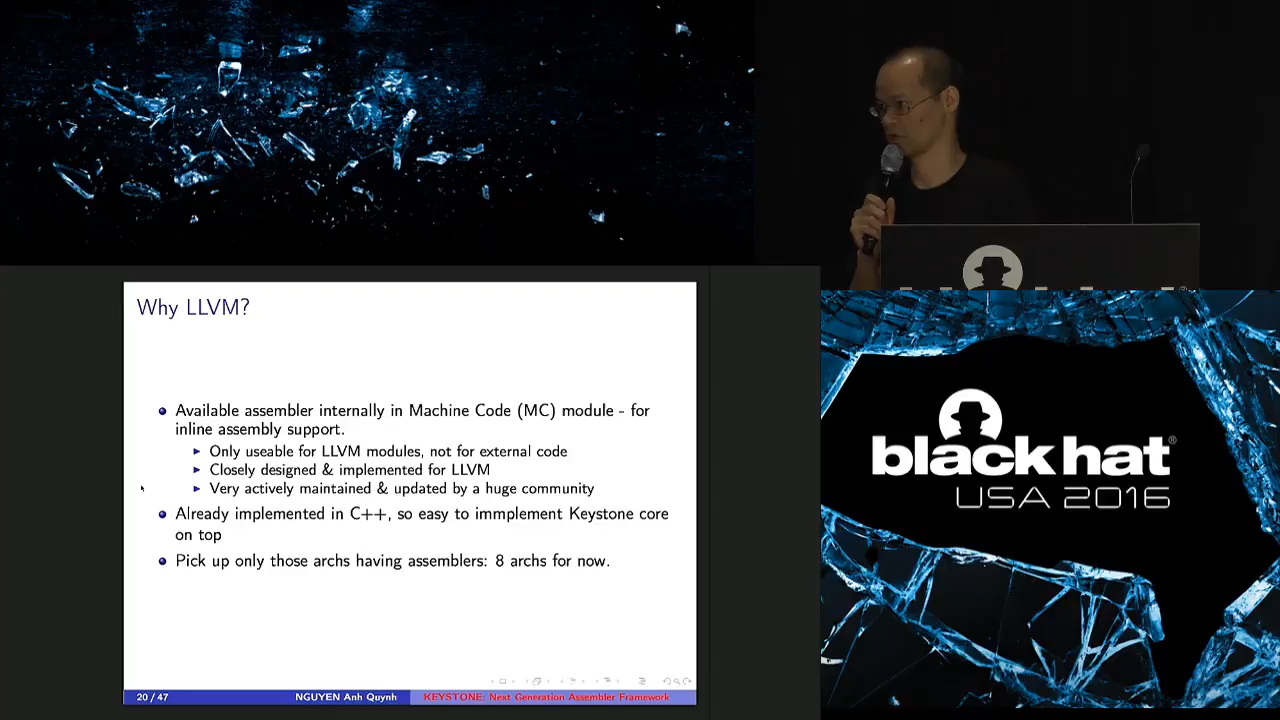 Why LLVM?
Available assembler internally in Machine Code (MC) module - for
inline assembly support.
Only useable for LLVM modules, not for external code
Closely designed & implemented for LLVM
Very actively maintained & updated by a huge community
Already implemented in C++, so easy to immplement Keystone core
on top
Pick up only those archs having assemblers: 8 archs for now.
20 / 47
NGUYEN Anh Quynh
KEYSTONE: Next Generation Assembler Framework
black hat®
USA 2016